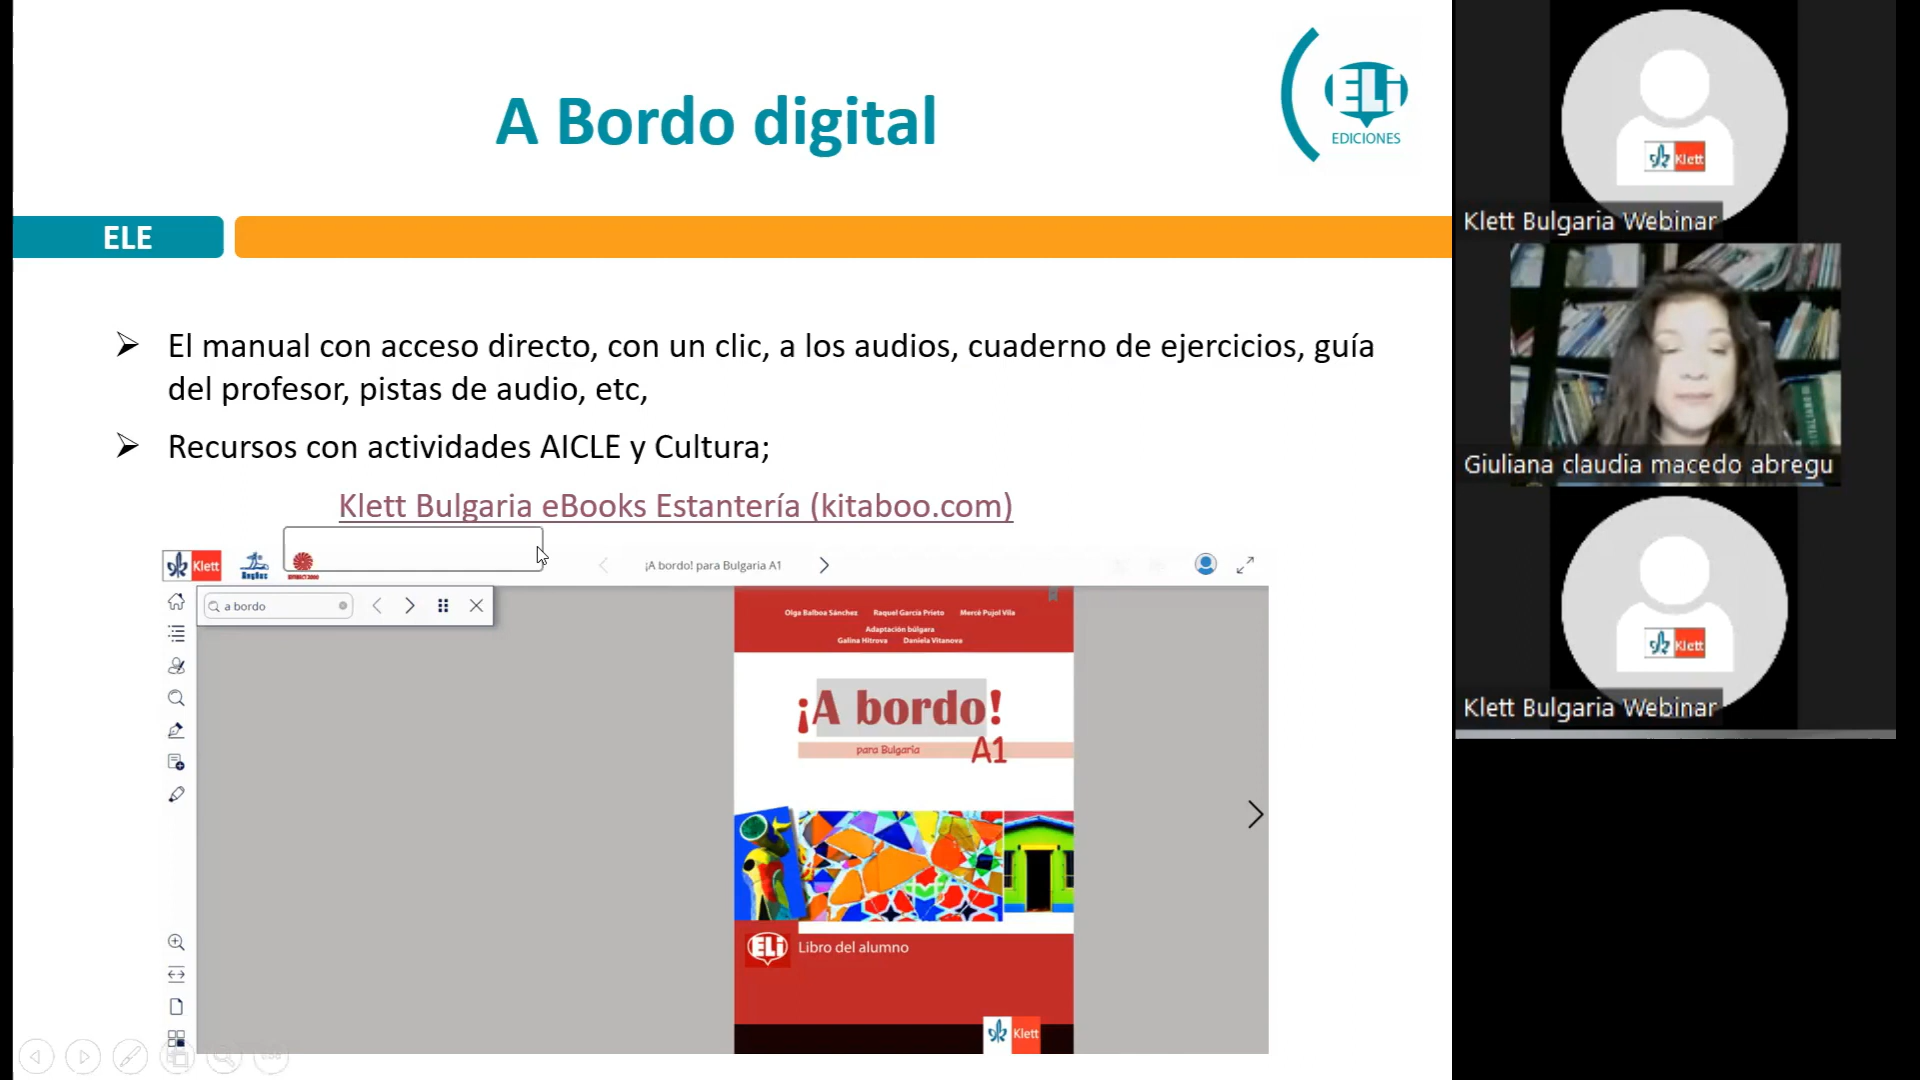 A Bordo digital
ELi
EDICIONES
ELE
El manual con acceso directo, con un clic, a los audios, cuaderno de ejercicios, guía
del profesor, pistas de audio, etc,
Recursos con actividades AICLE y Cultura;
Klett Bulgaria eBooks Estantería (kitaboo.com)
Klett
¡A bordo! para Bulgaria A1
a bordo
Olga Balboa Sánchez Raquel García Prieto Mercè Pujol Vila
Adaptación búlgara
Galina Hitrova Daniela Vitanova
¡A bordo!
para Bulgaria
A1
ELi
Libro del alumno
Klett
Klett
Klett Bulgaria Webinar
Giuliana claudia macedo abregu
Klett
Klett Bulgaria Webinar